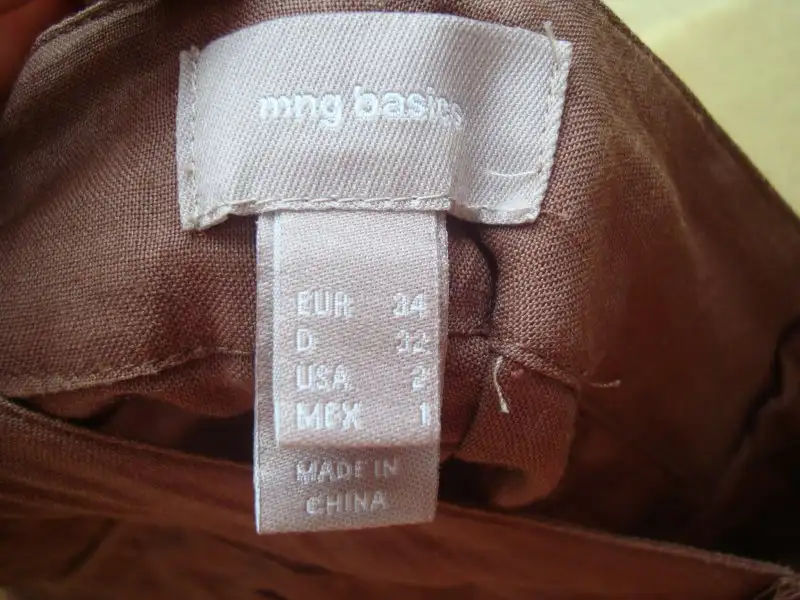 mng basics
EUR 34
D 32
USA 2
MEX 1
MADE IN
CHINA